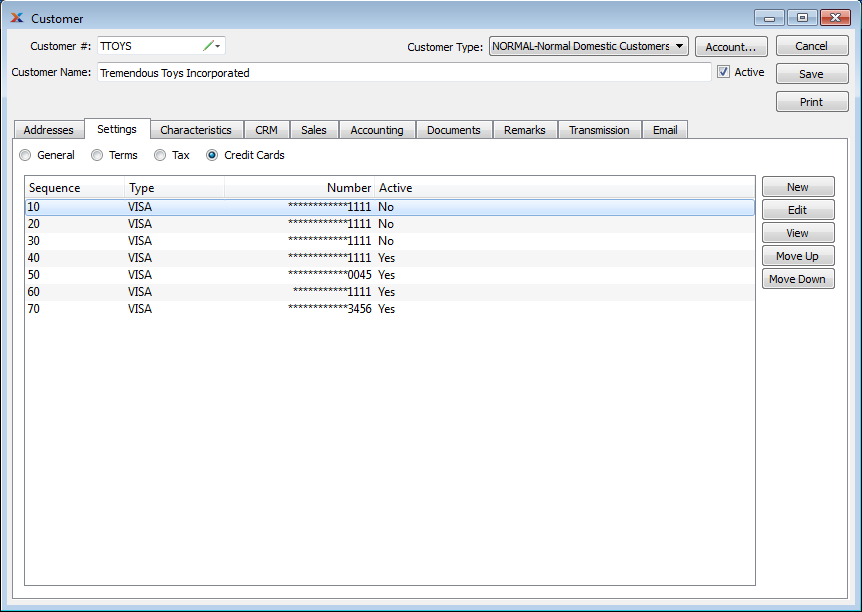 Customer
Customer #: TTOYS Customer Type: NORMAL-Normal Domestic Customers Account... Cancel
Customer Name: Tremendous Toys Incorporated Active Save
Print
Addresses Settings Characteristics CRM Sales Accounting Documents Remarks Transmission Email
General Terms Tax Credit Cards
Sequence Type Number Active New
10 VISA ************1111 No Edit
20 VISA ************1111 No View
30 VISA ************1111 No Move Up
40 VISA ************1111 Yes Move Down
50 VISA ************0045 Yes
60 VISA ***********1111 Yes
70 VISA ************3456 Yes